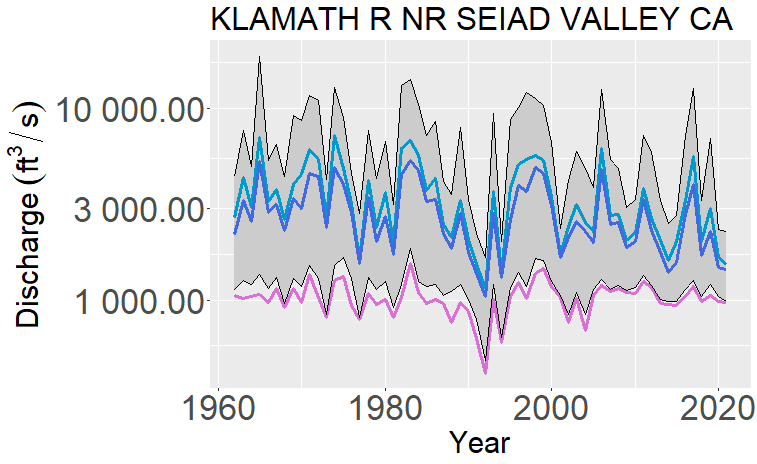 KLAMATH R NR SEIAD VALLEY CA
Discharge (ft³/s)
10 000.00
3 000.00
1 000.00
1960 1980 2000 2020
Year